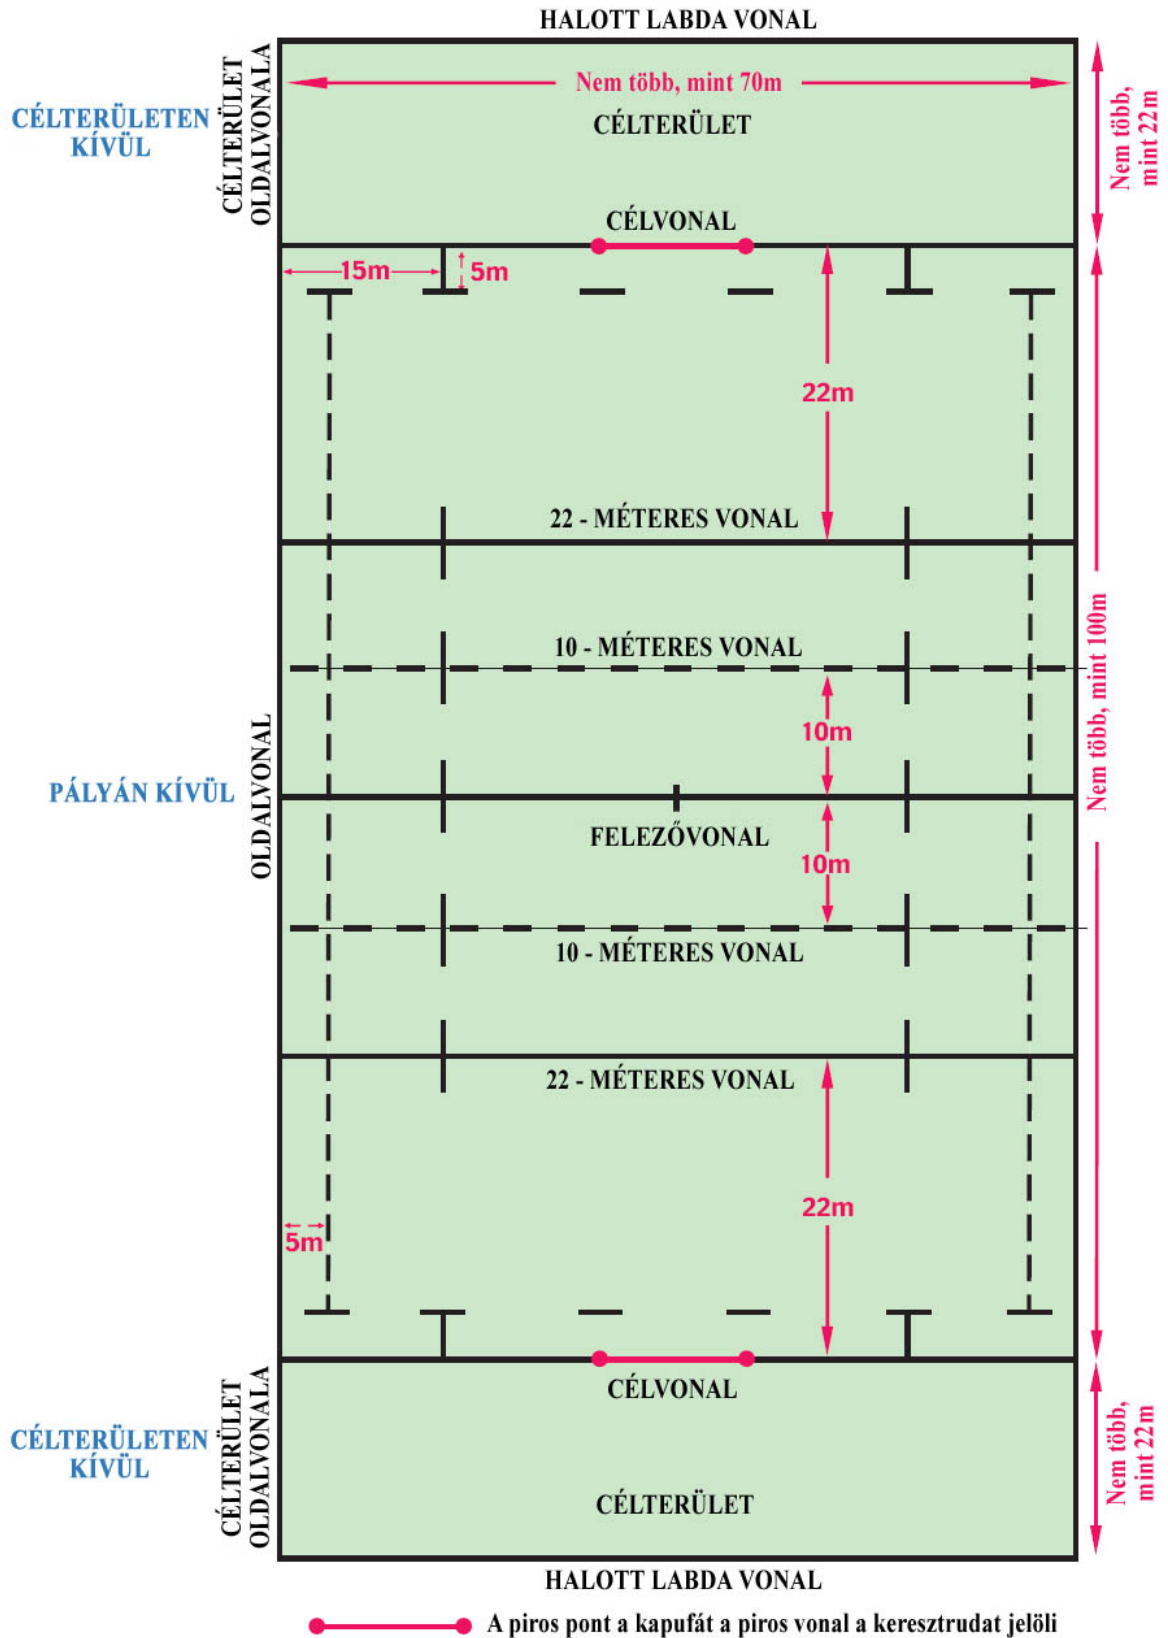 HALOTT LABDA VONAL
CÉLTERÜLET
OLDALVONALA
Nem több, mint 70m
Nem több,
mint 22m
CÉLTERÜLETEN
KÍVÜL
CÉLTERÜLET
CÉLVONAL
15m
5m
22m
22 - MÉTERES VONAL
10 - MÉTERES VONAL
Nem több, mint 100m
10m
OLDALVONAL
PÁLYÁN KÍVÜL
FELEZŐVONAL
10m
10 - MÉTERES VONAL
22 - MÉTERES VONAL
22m
5m
CÉLVONAL
CÉLTERÜLET
OLDALVONALA
Nem több,
mint 22m
CÉLTERÜLETEN
KÍVÜL
CÉLTERÜLET
HALOTT LABDA VONAL
A piros pont a kapufát a piros vonal a keresztrudat jelöli